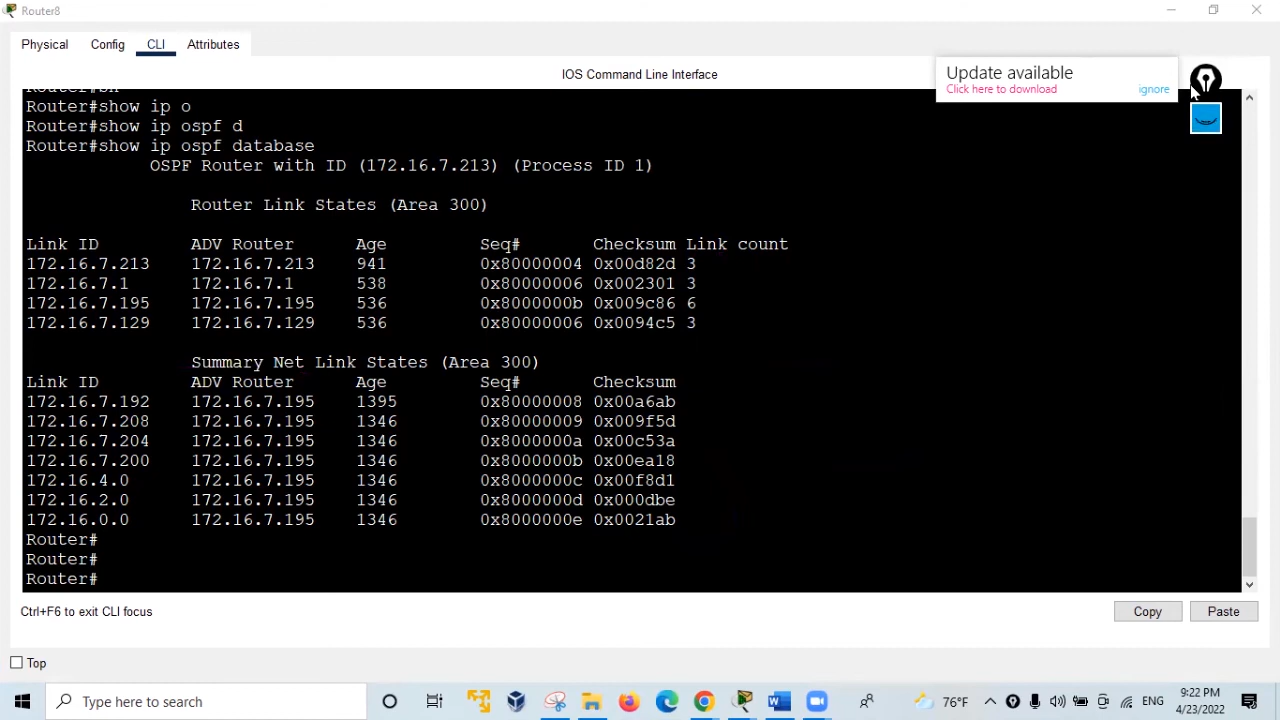 Router8
Physical Config CLI Attributes
IOS Command Line Interface
Update available
Click here to download ignore
Router#show ip o
Router#show ip ospf d
Router#show ip ospf database
OSPF Router with ID (172.16.7.213) (Process ID 1)
Router Link States (Area 300)
Link ID ADV Router Age Seq# Checksum Link count
172.16.7.213 172.16.7.213 941 0x80000004 0x00d82d 3
172.16.7.1 172.16.7.1 538 0x80000006 0x002301 3
172.16.7.195 172.16.7.195 536 0x8000000b 0x009c86 6
172.16.7.129 172.16.7.129 536 0x80000006 0x0094c5 3
Summary Net Link States (Area 300)
Link ID ADV Router Age Seq# Checksum
172.16.7.192 172.16.7.195 1395 0x80000008 0x00a6ab
172.16.7.208 172.16.7.195 1346 0x80000009 0x009f5d
172.16.7.204 172.16.7.195 1346 0x8000000a 0x00c53a
172.16.7.200 172.16.7.195 1346 0x8000000b 0x00ea18
172.16.4.0 172.16.7.195 1346 0x8000000c 0x00f8d1
172.16.2.0 172.16.7.195 1346 0x8000000d 0x000dbe
172.16.0.0 172.16.7.195 1346 0x8000000e 0x0021ab
Router#
Router#
Router#
Ctrl+F6 to exit CLI focus
Copy Paste
Top
Type here to search
76°F
ENG
9:22 PM
4/23/2022